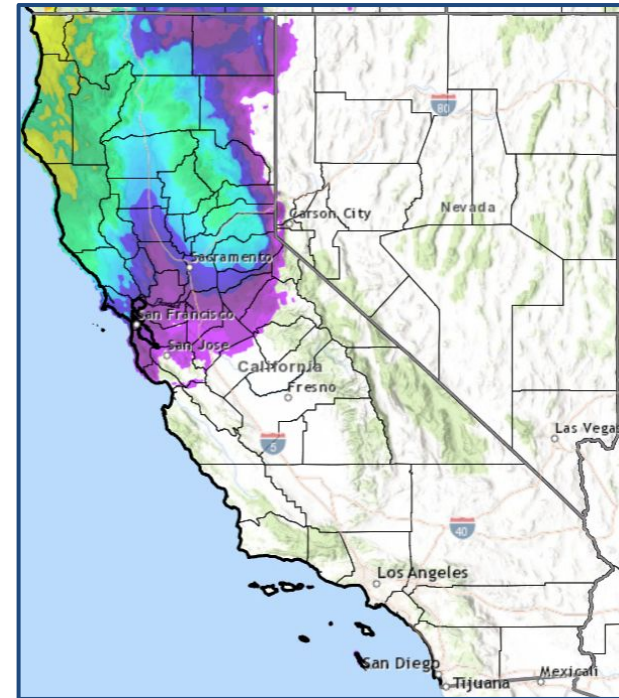 80
Nevada
Carson City
Sacramento
San Francisco
San Jose
California
Fresno
Las Vegas
5
40
Los Angeles
San Diego
Tijuana
Mexicali